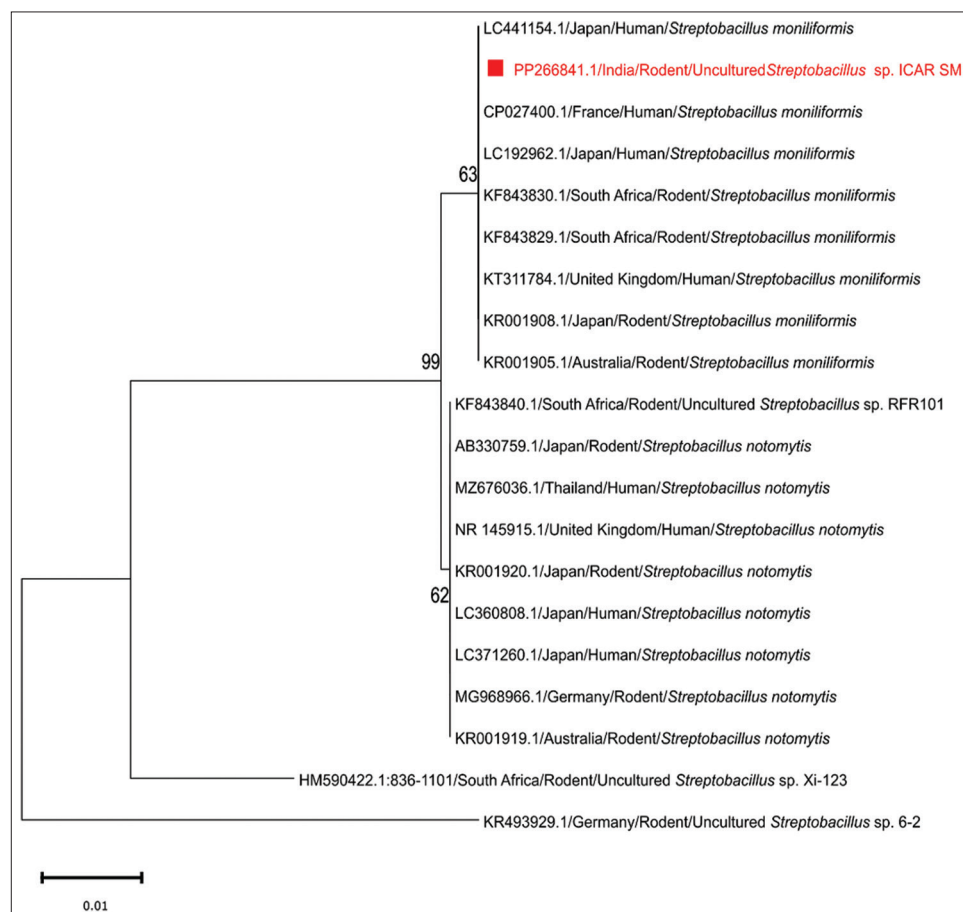 LC441154.1/Japan/Human/Streptobacillus moniliformis
PP266841.1/India/Rodent/UnculturedStreptobacillus sp. ICAR SM
CP027400.1/France/Human/Streptobacillus moniliformis
LC192962.1/Japan/Human/Streptobacillus moniliformis
63
KF843830.1/South Africa/Rodent/Streptobacillus moniliformis
KF843829.1/South Africa/Rodent/Streptobacillus moniliformis
KT311784.1/United Kingdom/Human/Streptobacillus moniliformis
KR001908.1/Japan/Rodent/Streptobacillus moniliformis
99
KR001905.1/Australia/Rodent/Streptobacillus moniliformis
KF843840.1/South Africa/Rodent/Uncultured Streptobacillus sp. RFR101
AB330759.1/Japan/Rodent/Streptobacillus notomytis
MZ676036.1/Thailand/Human/Streptobacillus notomytis
NR 145915.1/United Kingdom/Human/Streptobacillus notomytis
KR001920.1/Japan/Rodent/Streptobacillus notomytis
62
LC360808.1/Japan/Human/Streptobacillus notomytis
LC371260.1/Japan/Human/Streptobacillus notomytis
MG968966.1/Germany/Rodent/Streptobacillus notomytis
KR001919.1/Australia/Rodent/Streptobacillus notomytis
HM590422.1:836-1101/South Africa/Rodent/Uncultured Streptobacillus sp. Xi-123
KR493929.1/Germany/Rodent/Uncultured Streptobacillus sp. 6-2
0.01